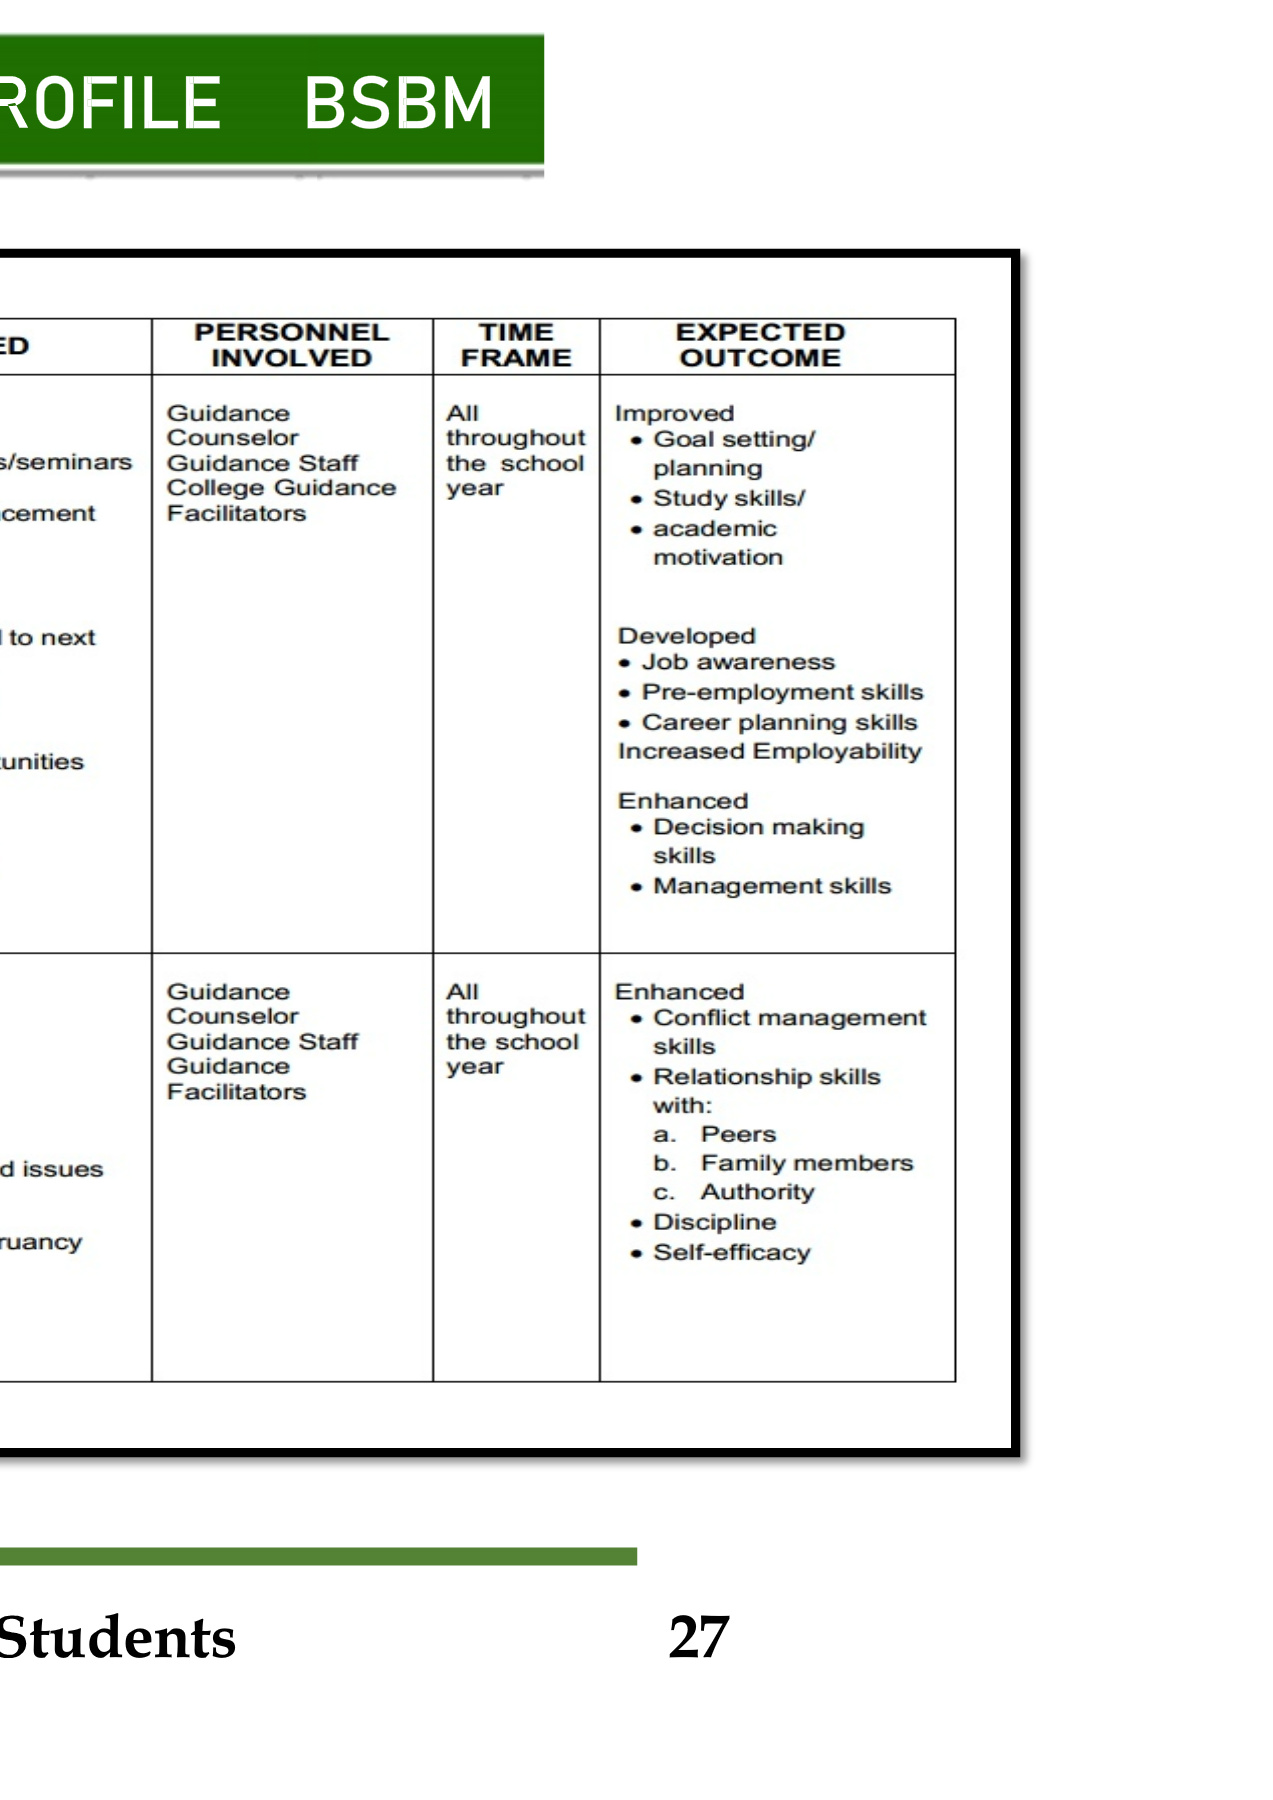 ROFILE BSBM
ED
PERSONNEL
INVOLVED
TIME
FRAME
EXPECTED
OUTCOME
s/seminars
cement
to next
unities
Guidance
Counselor
Guidance Staff
College Guidance
Facilitators
All
throughout
the school
year
Improved
• Goal setting/
planning
• Study skills/
• academic
motivation
Developed
• Job awareness
• Pre-employment skills
• Career planning skills
Increased Employability
Enhanced
• Decision making
skills
• Management skills
d issues
ruancy
Guidance
Counselor
Guidance Staff
Guidance
Facilitators
All
throughout
the school
year
Enhanced
• Conflict management
skills
• Relationship skills
with:
a. Peers
b. Family members
c. Authority
• Discipline
• Self-efficacy
Students 27